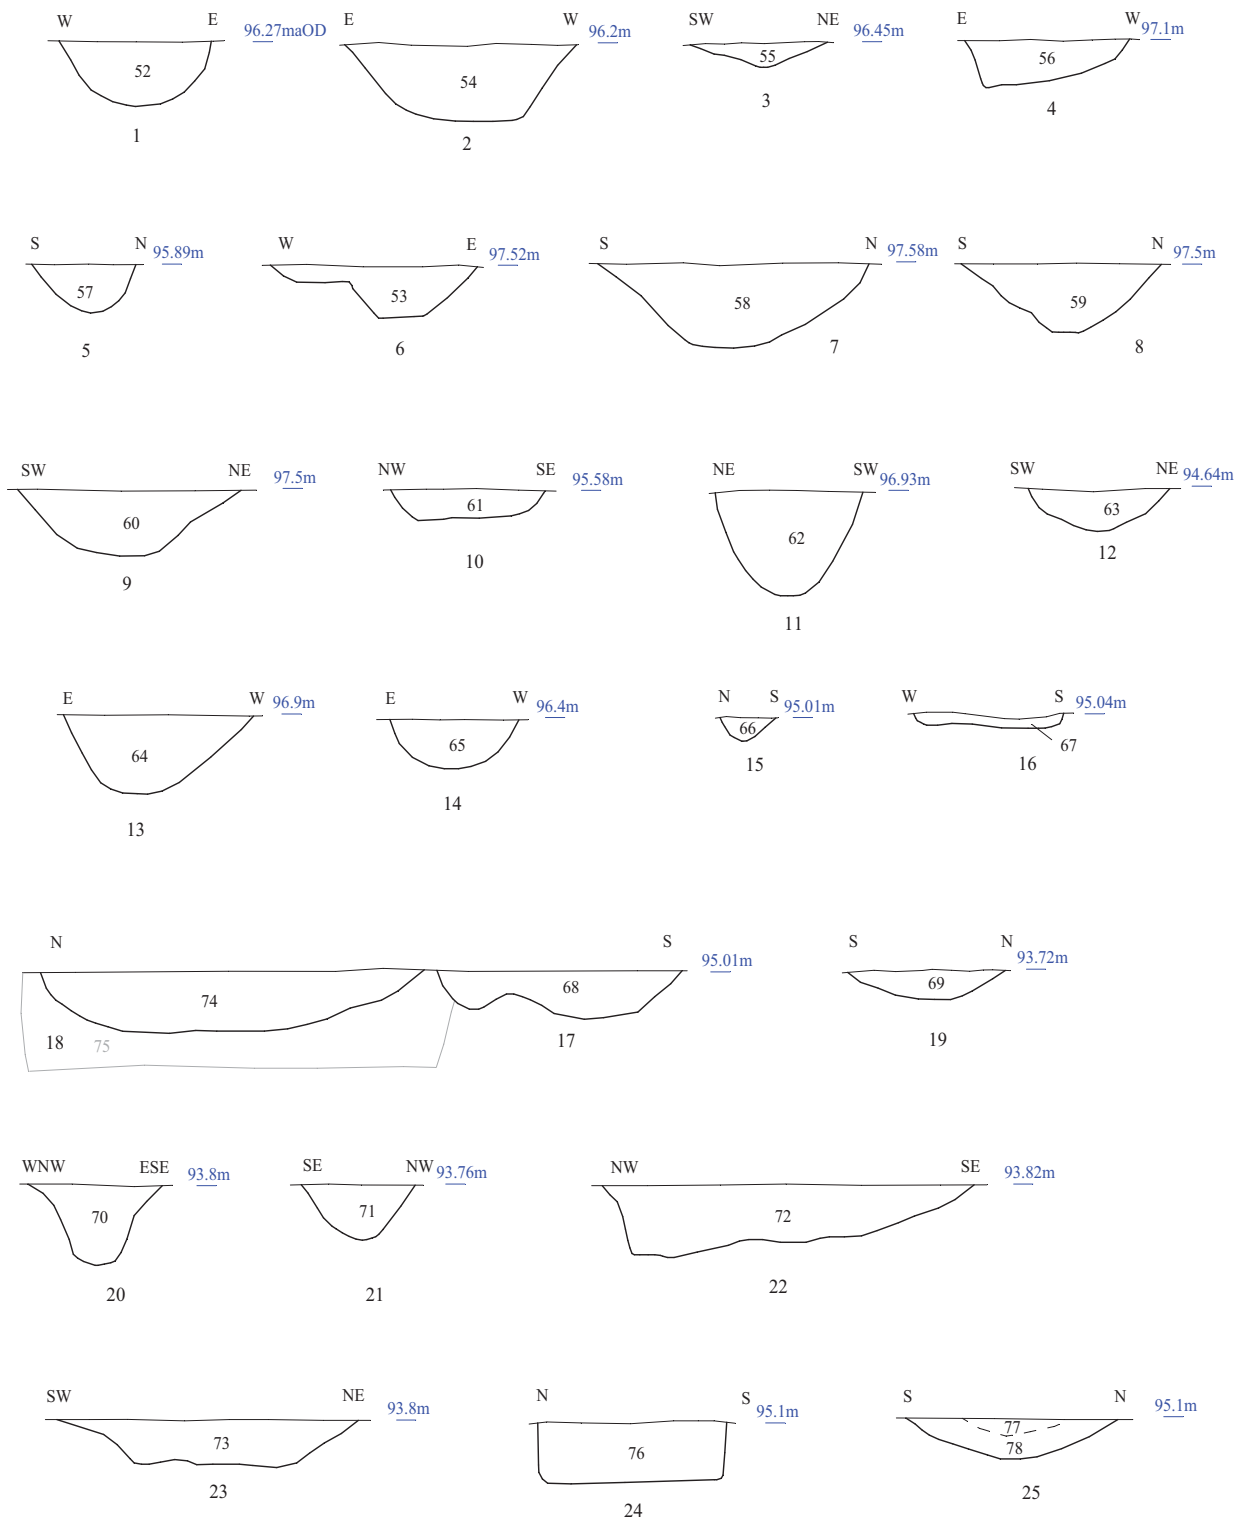 W E 96.27maOD
52
1
E W 96.2m
54
2
SW NE 96.45m
55
3
E W 97.1m
56
4
S N 95.89m
57
5
W E 97.52m
53
6
S N 97.58m
58
7
S N 97.5m
59
8
SW NE 97.5m
60
9
NW SE 95.58m
61
10
NE SW 96.93m
62
11
SW NE 94.64m
63
12
E W 96.9m
64
13
E W 96.4m
65
14
N S 95.01m
66
15
W S 95.04m
67
16
N S 95.01m
74
68
18 75
17
S N 93.72m
69
19
WNW ESE 93.8m
70
20
SE NW 93.76m
71
21
NW SE 93.82m
72
22
SW NE 93.8m
73
23
N S 95.1m
76
24
S N 95.1m
77
78
25